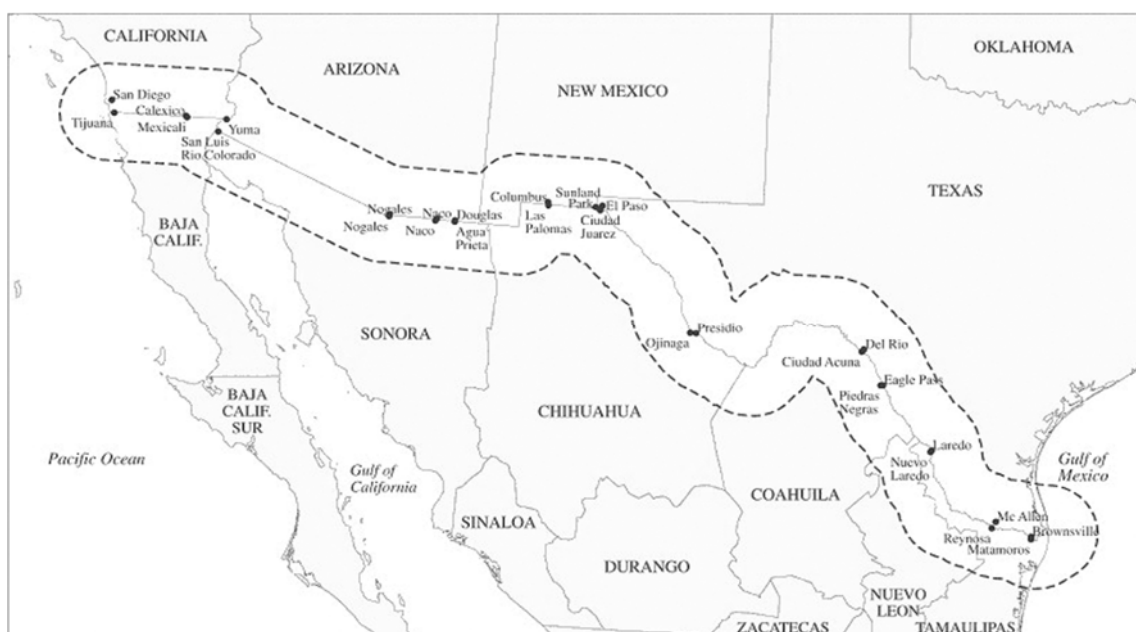 CALIFORNIA
ARIZONA
NEW MEXICO
OKLAHOMA
TEXAS
San Diego
Calexico
Tijuana
Mexicali
Yuma
San Luis
Rio Colorado
Nogales
Nogales
Naco
Naco
Douglas
Agua
Prieta
Columbus
Las
Palomas
Sunland
Park
El Paso
Ciudad
Juarez
BAJA
CALIF.
SONORA
Ojinaga
Presidio
Del Rio
Ciudad Acuna
Eagle Pass
Piedras
Negras
BAJA
CALIF.
SUR
CHIHUAHUA
Laredo
Nuevo
Laredo
Pacific Ocean
Gulf of
California
Gulf of
Mexico
COAHUILA
SINALOA
Mc Allen
Reynosa
Brownsville
Matamoros
DURANGO
NUEVO
LEON
ZACATECAS
TAMAULIPAS